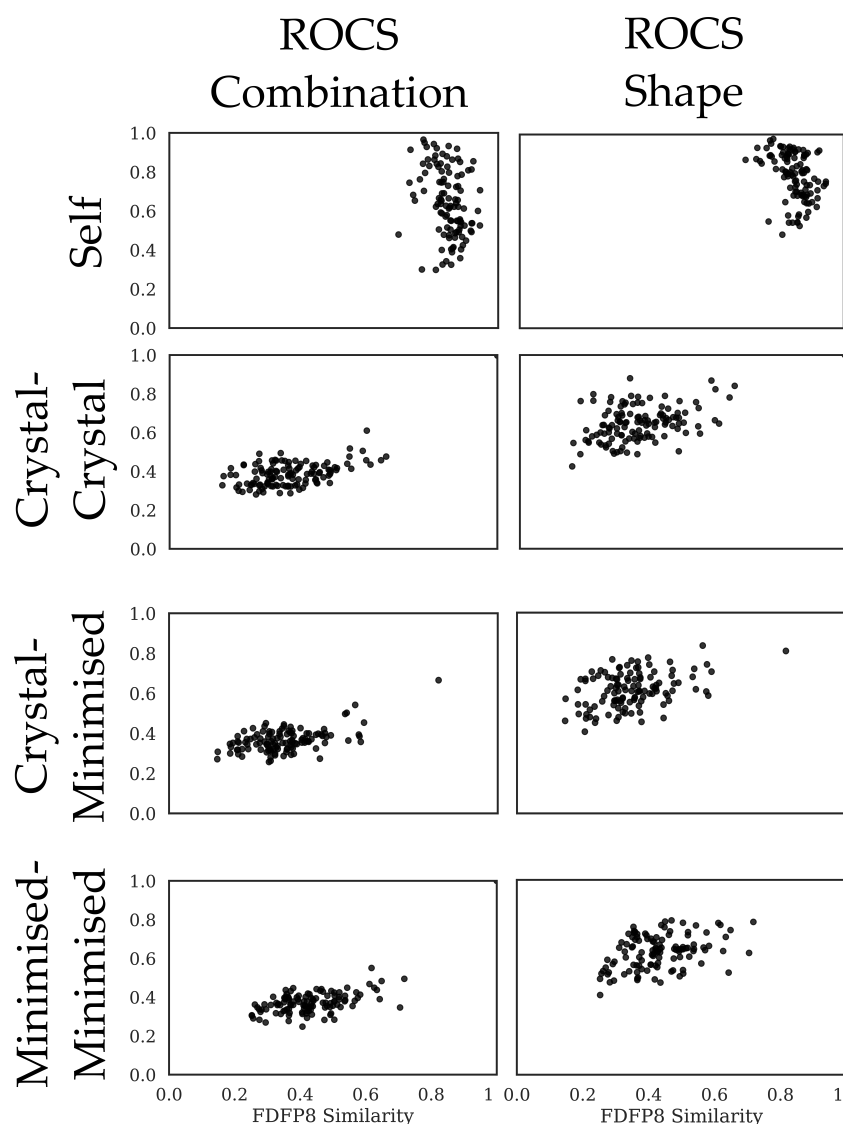 ROCS ROCS
Combination Shape
Self
1.0
0.8
0.6
0.4
0.2
0.0
Crystal-
Crystal
1.0
0.8
0.6
0.4
0.2
0.0
Crystal-
Minimised
1.0
0.8
0.6
0.4
0.2
0.0
Minimised-
Minimised
1.0
0.8
0.6
0.4
0.2
0.0
0.0 0.2 0.4 0.6 0.8 1 0.0 0.2 0.4 0.6 0.8 1
FDFP8 Similarity FDFP8 Similarity